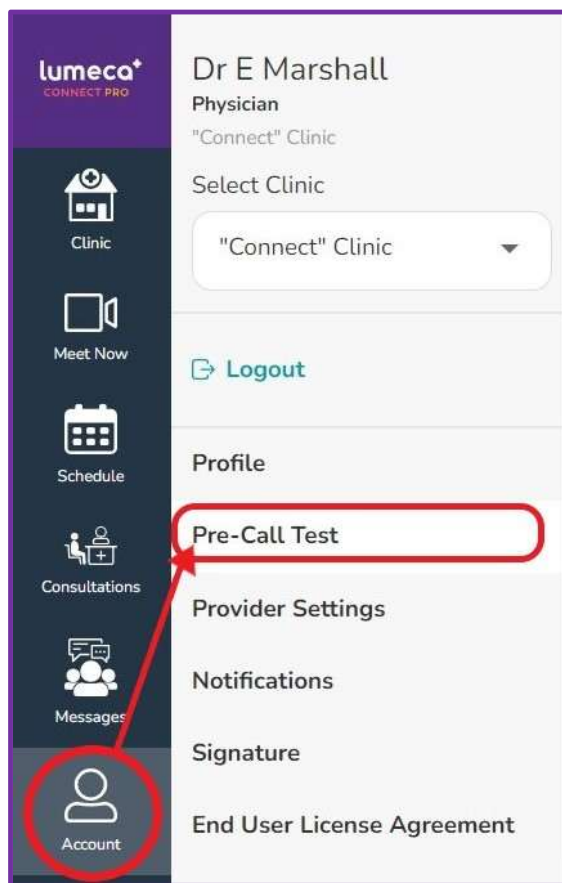 lumeca+
CONNECT PRO
Clinic
Meet Now
Schedule
Consultations
Messages
Account
Dr E Marshall
Physician
"Connect" Clinic
Select Clinic
"Connect" Clinic
Logout
Profile
Pre-Call Test
Provider Settings
Notifications
Signature
End User License Agreement